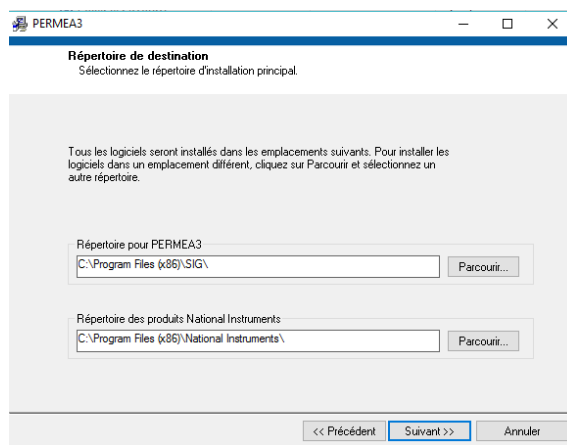 PERMEA3
Répertoire de destination
Sélectionnez le répertoire d'installation principal.
Tous les logiciels seront installés dans les emplacements suivants. Pour installer les
logiciels dans un emplacement différent, cliquez sur Parcourir et sélectionnez un
autre répertoire.
Répertoire pour PERMEA3
C:\Program Files (x86)\SIG\
Parcourir...
Répertoire des produits National Instruments
C:\Program Files (x86)\National Instruments\
Parcourir...
<< Précédent Suivant >> Annuler